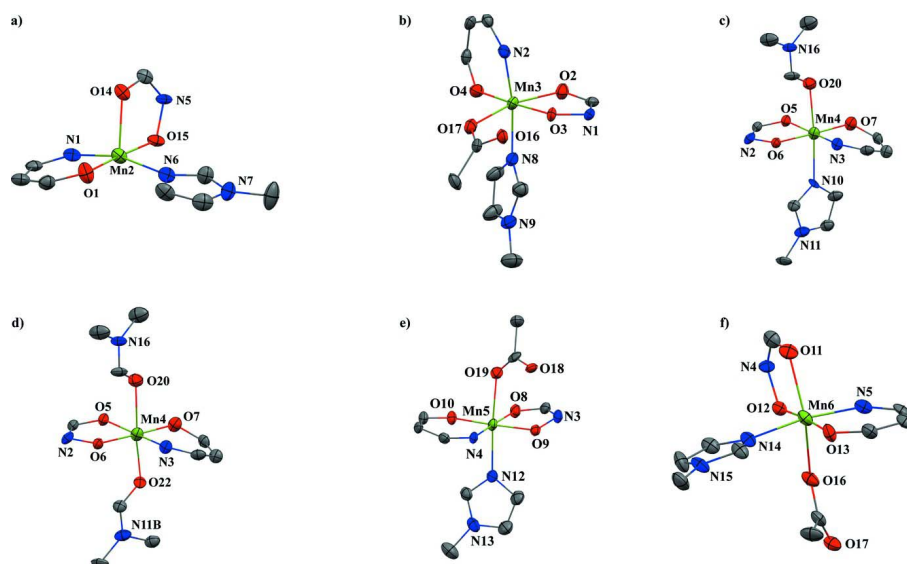 a)
O14
N5
N1
O15
Mn2
N6
N7
O1
b)
N2
Mn3
O2
O4
O17
O16
O3
N1
N8
N9
c)
N16
O20
O5
Mn4
O7
N2
O6
N3
N10
N11
d)
N16
O20
O5
Mn4
O7
N2
O6
N3
O22
N11B
e)
O19
O18
O10
Mn5
O8
N3
N4
O9
N12
N13
f)
O11
N4
O12
Mn6
N5
N14
O13
N15
O16
O17